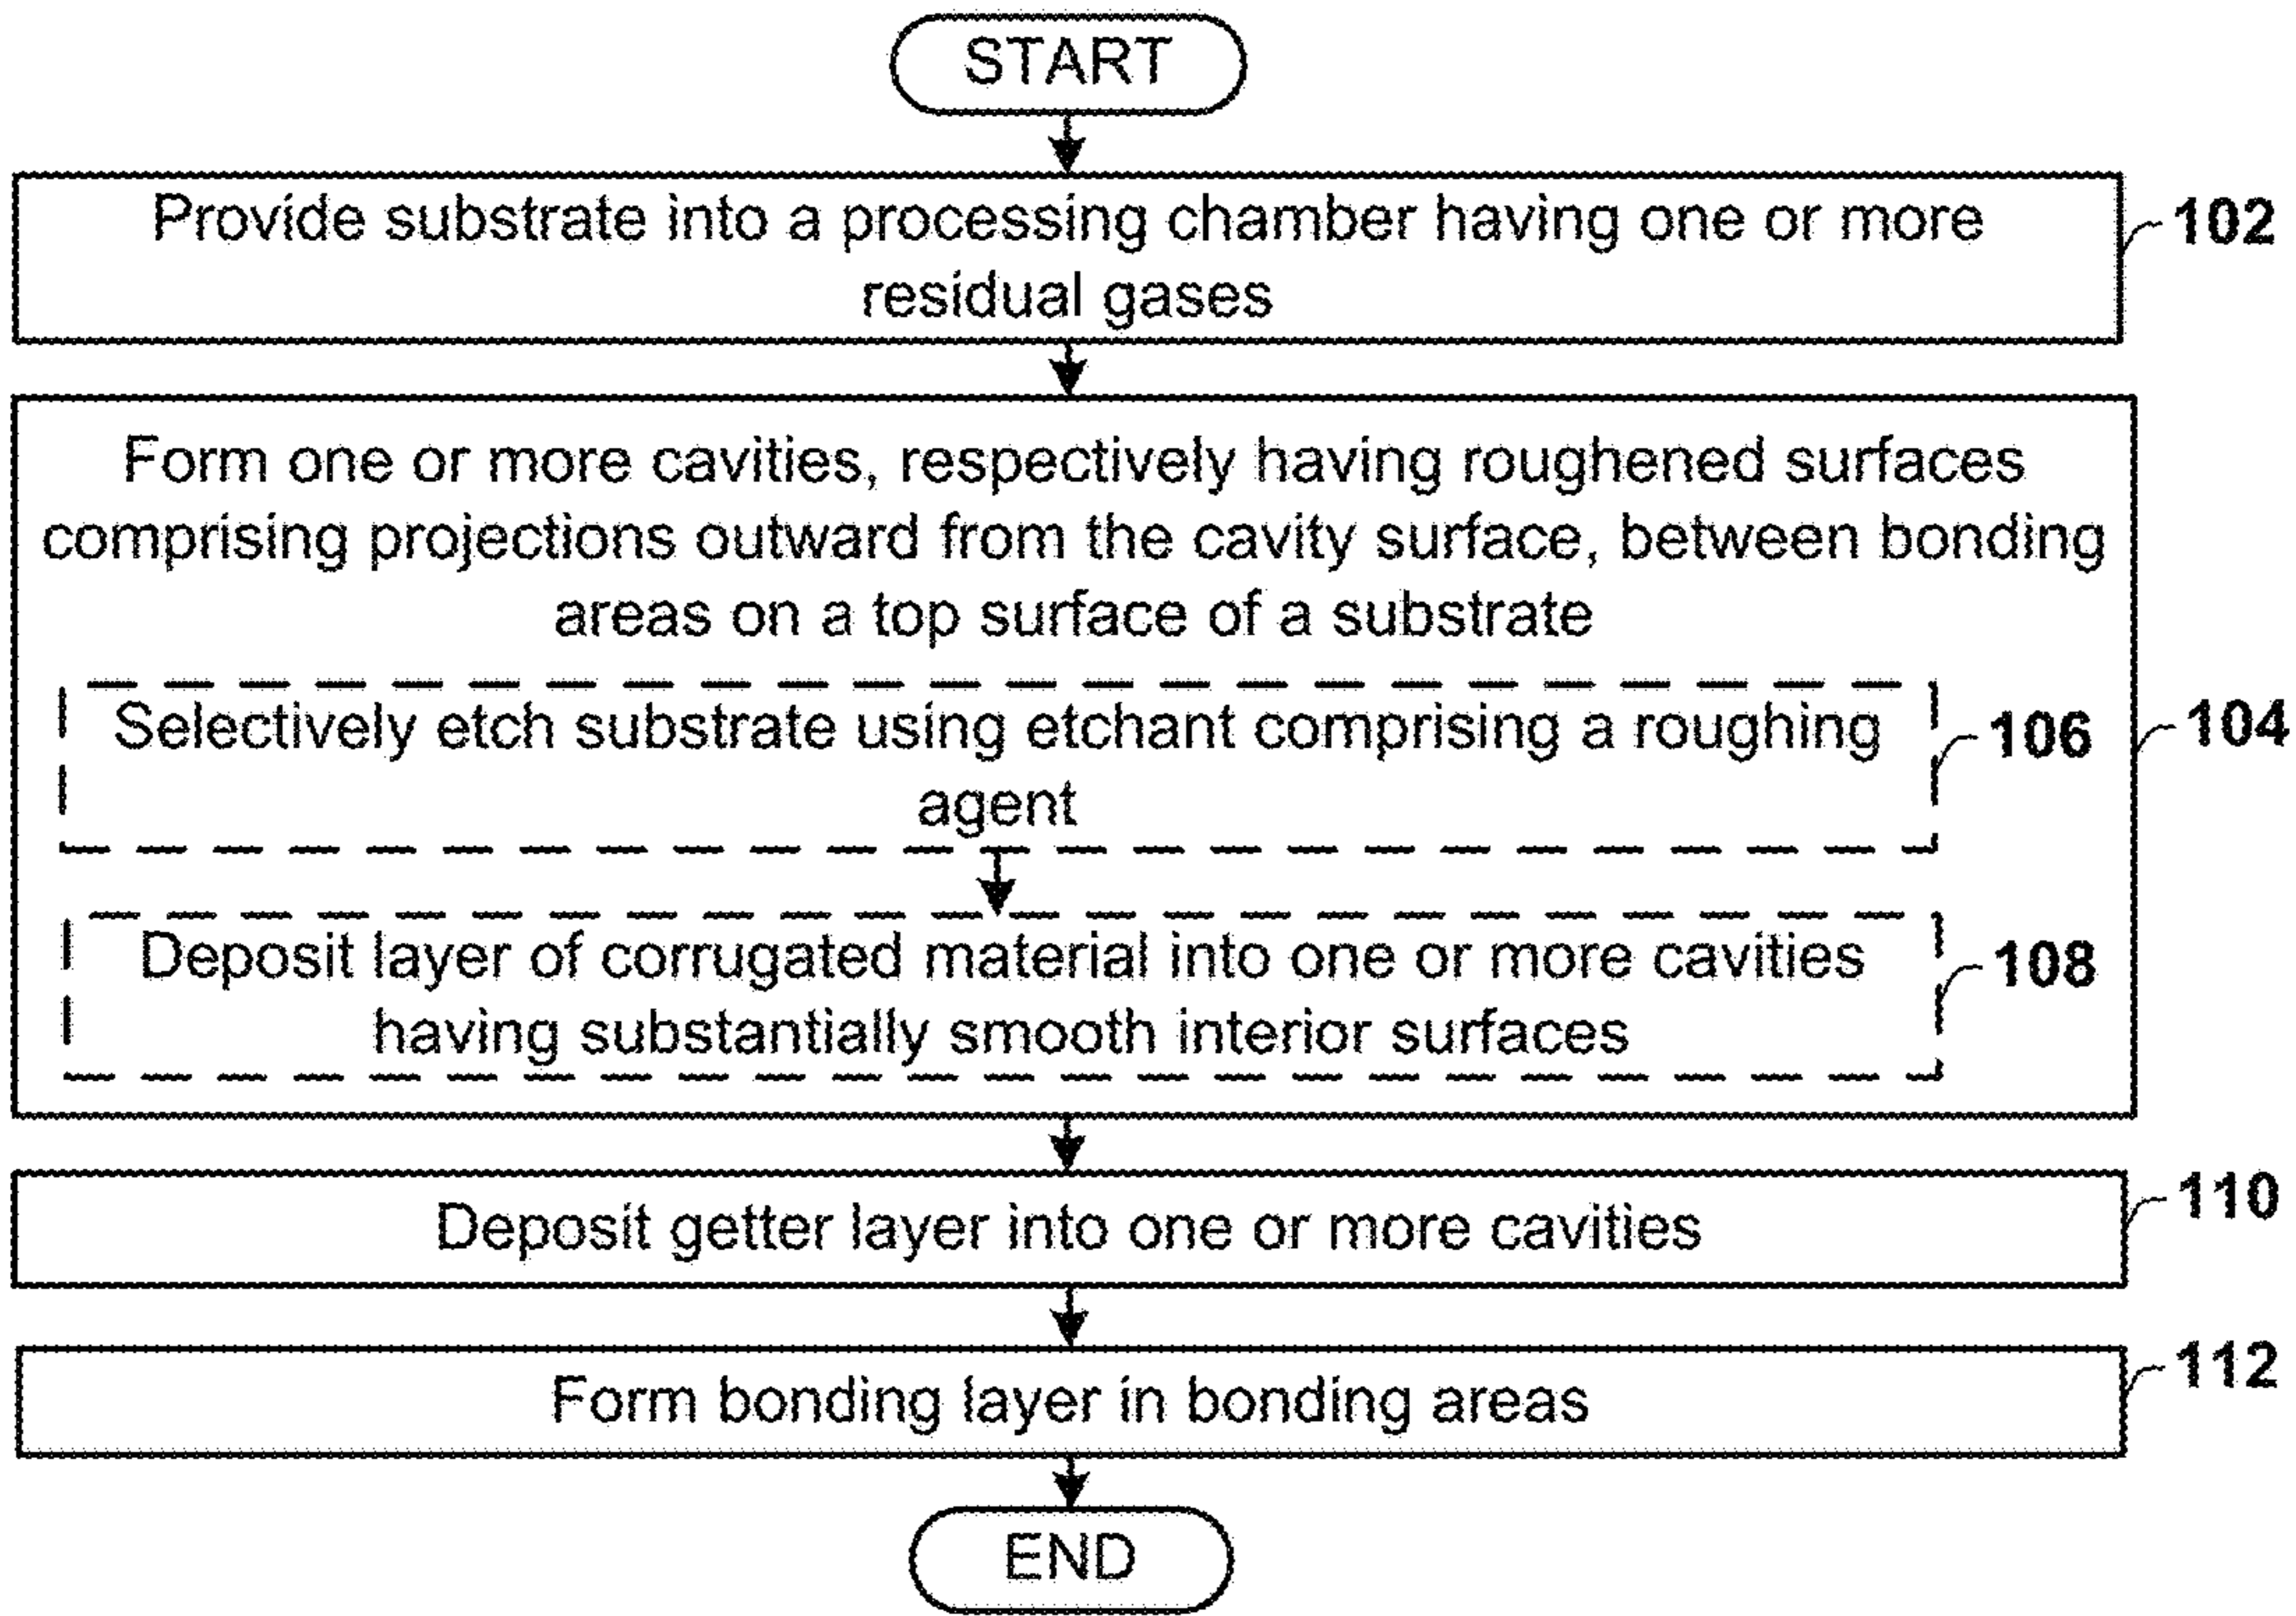 START
Provide substrate into a processing chamber having one or more
residual gases
102
Form one or more cavities, respectively having roughened surfaces
comprising projections outward from the cavity surface, between bonding
areas on a top surface of a substrate
104
Selectively etch substrate using etchant comprising a roughing
agent
106
Deposit layer of corrugated material into one or more cavities
having substantially smooth interior surfaces
108
Deposit getter layer into one or more cavities
110
Form bonding layer in bonding areas
112
END